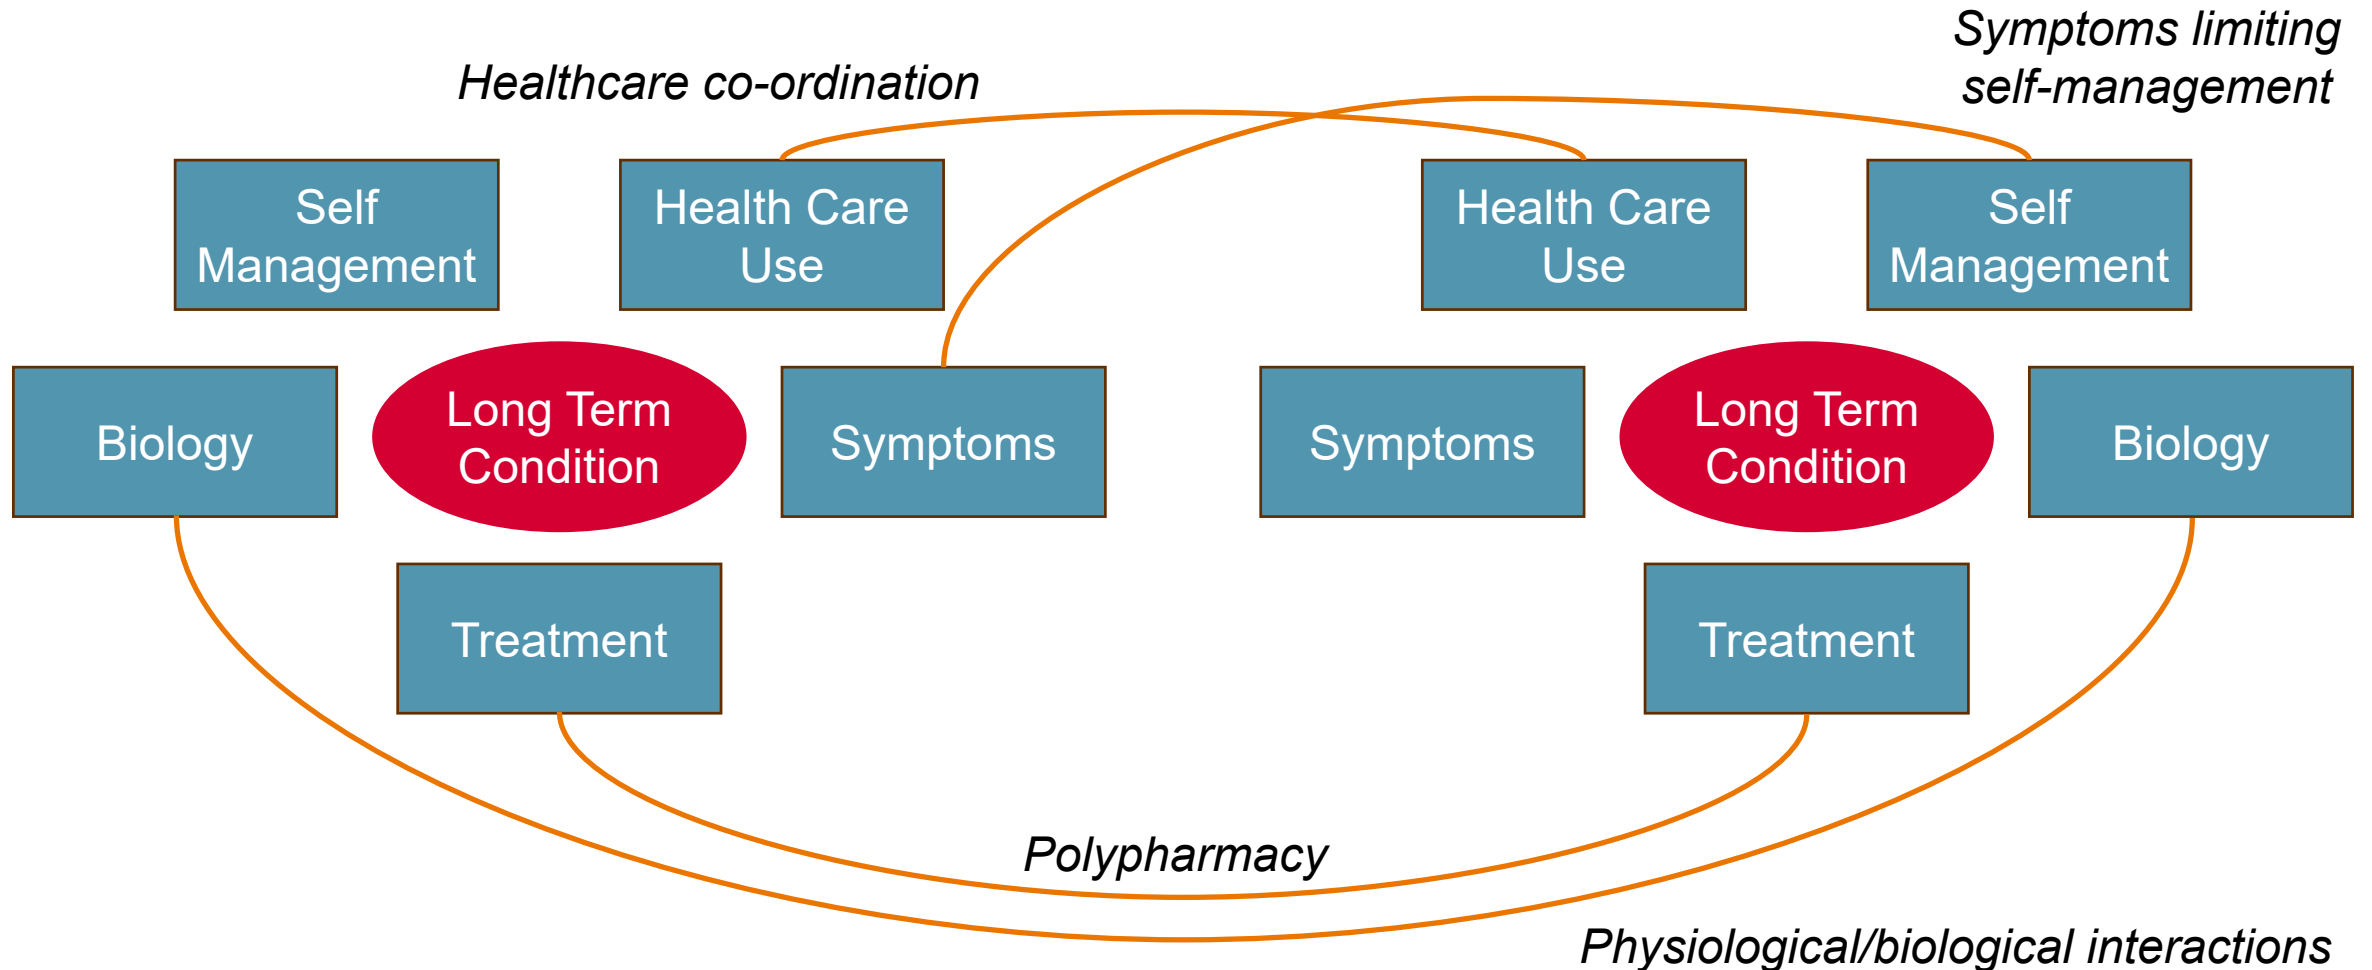 Symptoms limiting
self-management
Healthcare co-ordination
Self
Management
Health Care
Use
Health Care
Use
Self
Management
Biology
Long Term
Condition
Symptoms
Symptoms
Long Term
Condition
Biology
Treatment
Treatment
Polypharmacy
Physiological/biological interactions